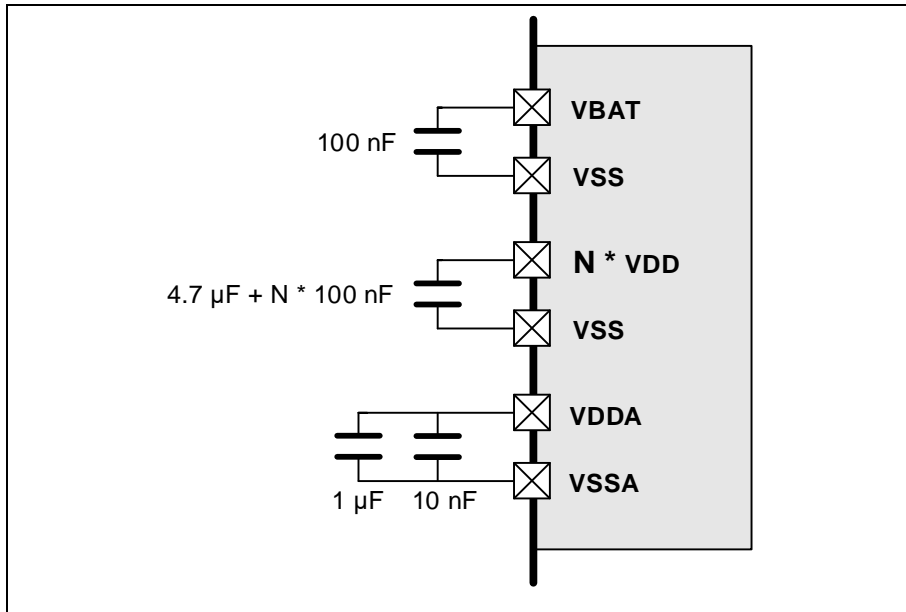 VBAT
100 nF
VSS
N * VDD
4.7 µF + N * 100 nF
VSS
VDDA
VSSA
1 µF 10 nF